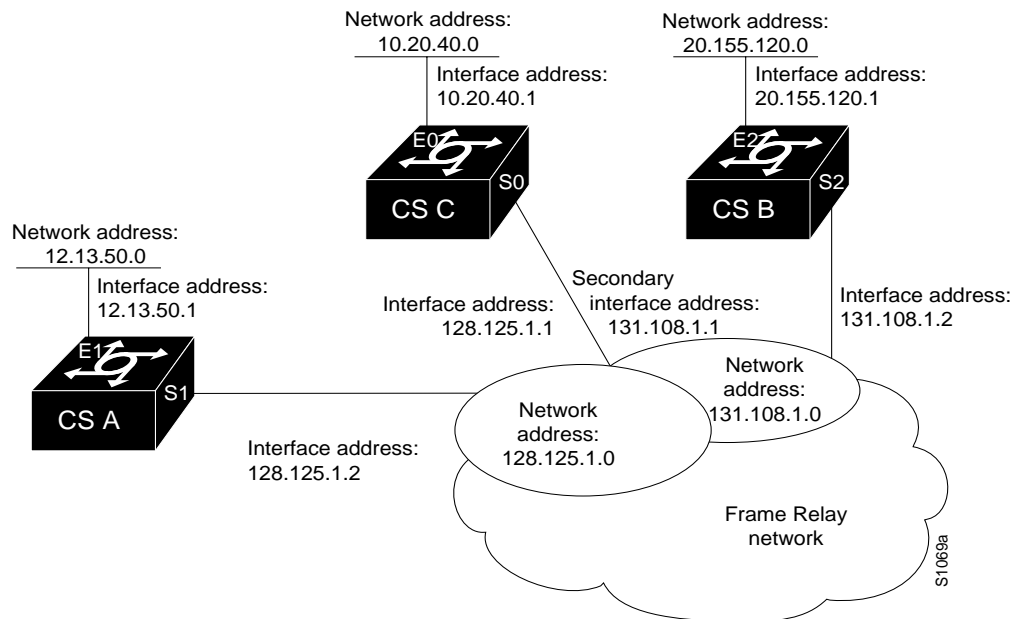 Network address:
10.20.40.0
Interface address:
10.20.40.1
E0
S0
CS C
Network address:
20.155.120.0
Interface address:
20.155.120.1
E2
S2
CS B
Network address:
12.13.50.0
Interface address:
12.13.50.1
E1
S1
CS A
Interface address:
128.125.1.1
Secondary
interface address:
131.108.1.1
Interface address:
131.108.1.2
Interface address:
128.125.1.2
Network
address:
128.125.1.0
Network
address:
131.108.1.0
Frame Relay
network
S1069a